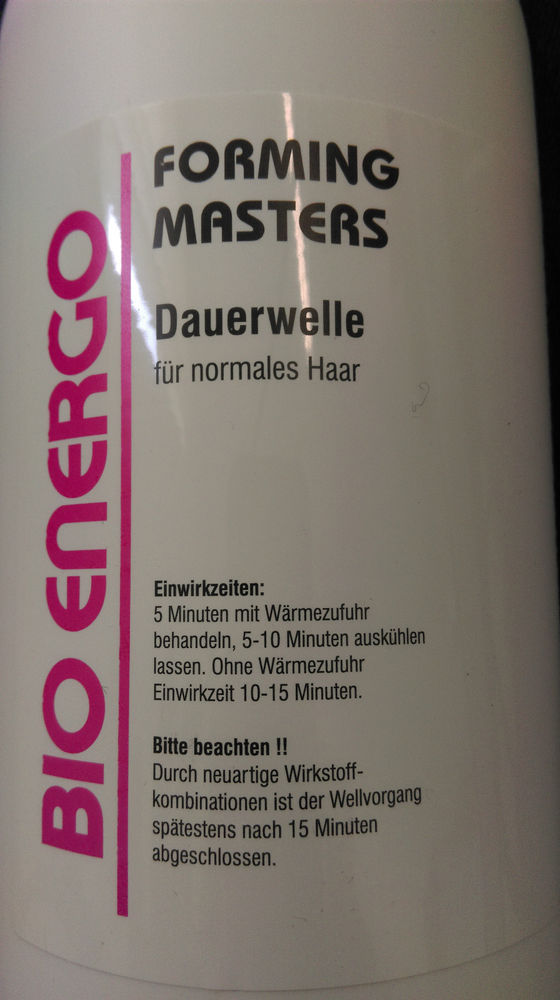 BIO ENERGO
FORMING
MASTERS
Dauerwelle
für normales Haar
Einwirkzeiten:
5 Minuten mit Wärmezufuhr
behandeln, 5-10 Minuten auskühlen
lassen. Ohne Wärmezufuhr
Einwirkzeit 10-15 Minuten.
Bitte beachten !!
Durch neuartige Wirkstoff-
kombinationen ist der Wellvorgang
spätestens nach 15 Minuten
abgeschlossen.